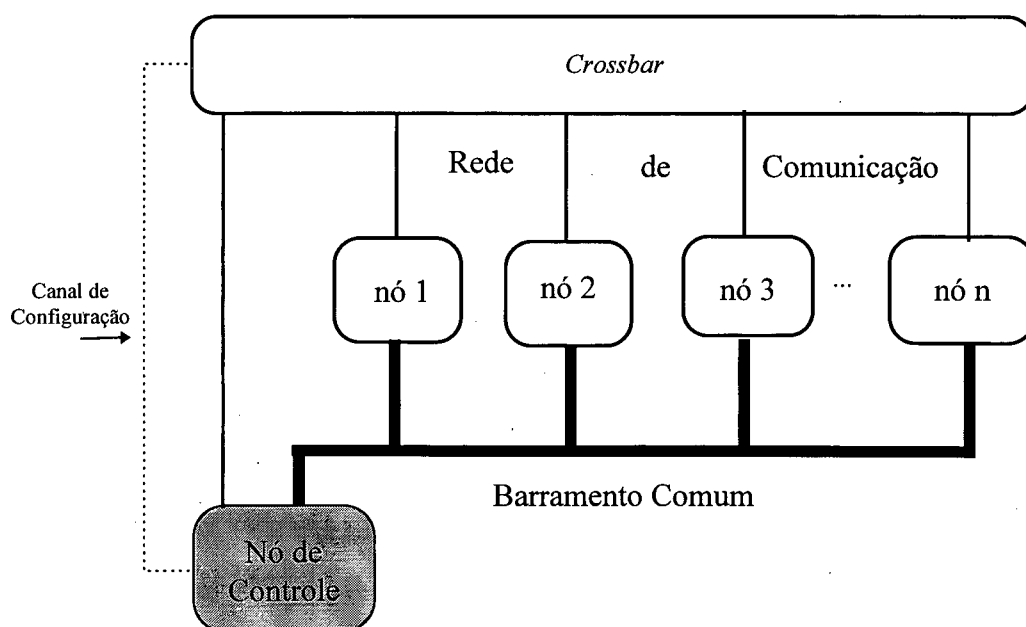 Crossbar
Rede de Comunicação
nó 1 nó 2 nó 3 ... nó n
Canal de
Configuração
Barramento Comum
Nó de
Controle